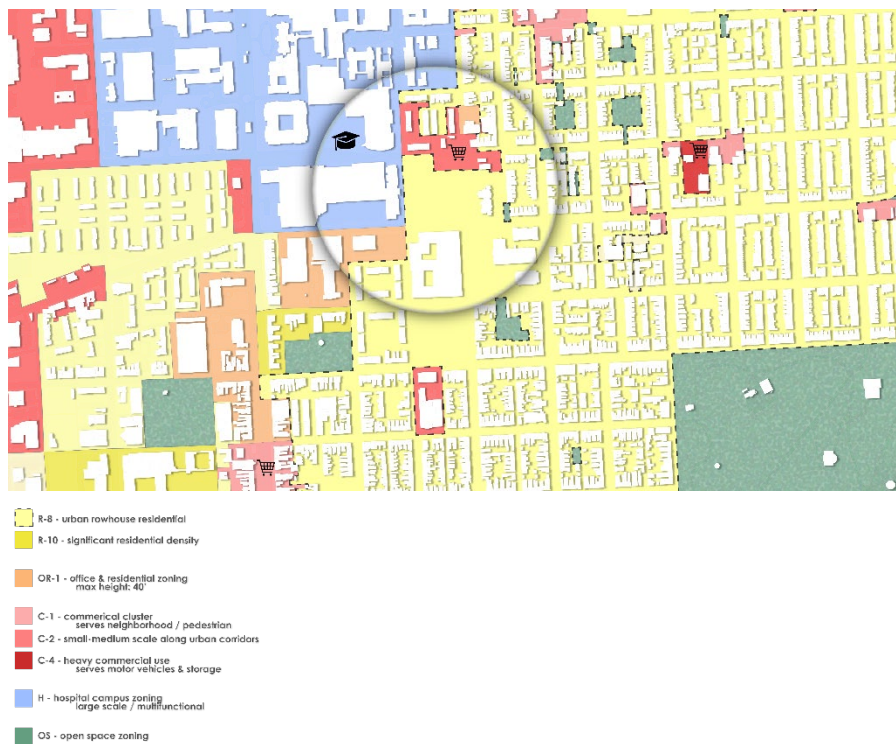 R-8 - urban rowhouse residential
R-10 - significant residential density
OR-1 - office & residential zoning
max height: 40'
C-1 - commerical cluster
serves neighborhood / pedestrian
C-2 - small-medium scale along urban corridors
C-4 - heavy commercial use
serves motor vehicles & storage
H - hospital campus zoning
large scale / multifunctional
OS - open space zoning